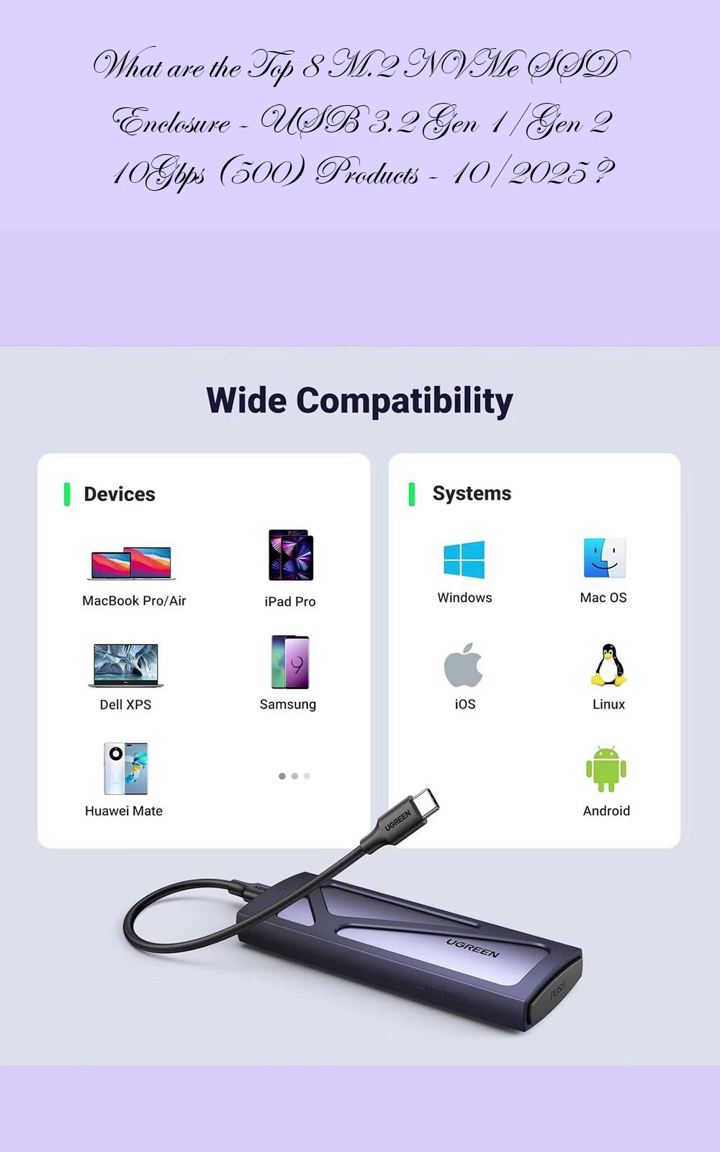 What are the Top 8 M.2 NVMe SSD
Enclosure - USB 3.2 Gen 1/Gen 2
10Gbps (500) Products - 10/2025?
Wide Compatibility
Devices
MacBook Pro/Air
iPad Pro
Dell XPS
Samsung
9
Huawei Mate
Systems
Windows
Mac OS
iOS
Linux
Android
UGREEN
UGREEN
PUSH